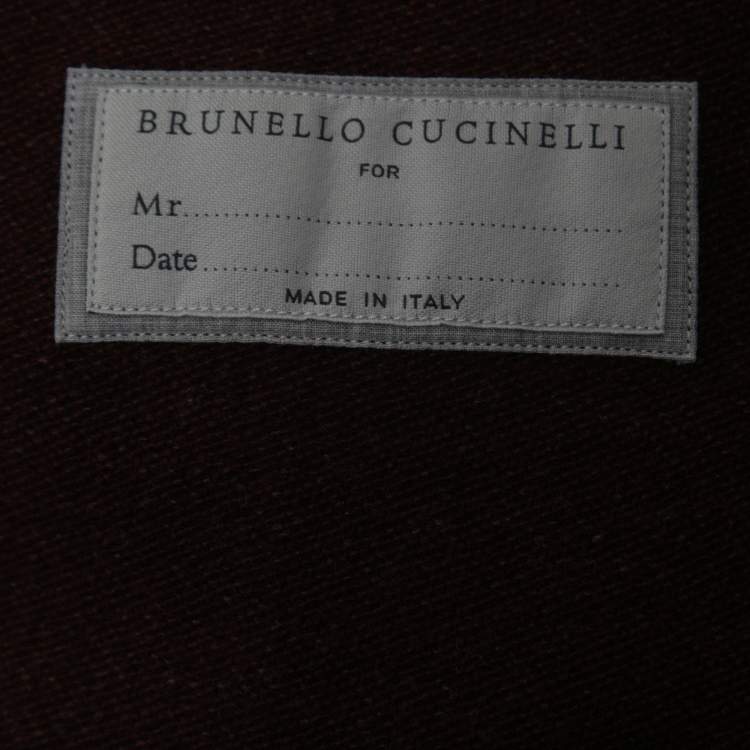 BRUNELLO CUCINELLI
FOR
Mr..............................................
Date............................................
MADE IN ITALY